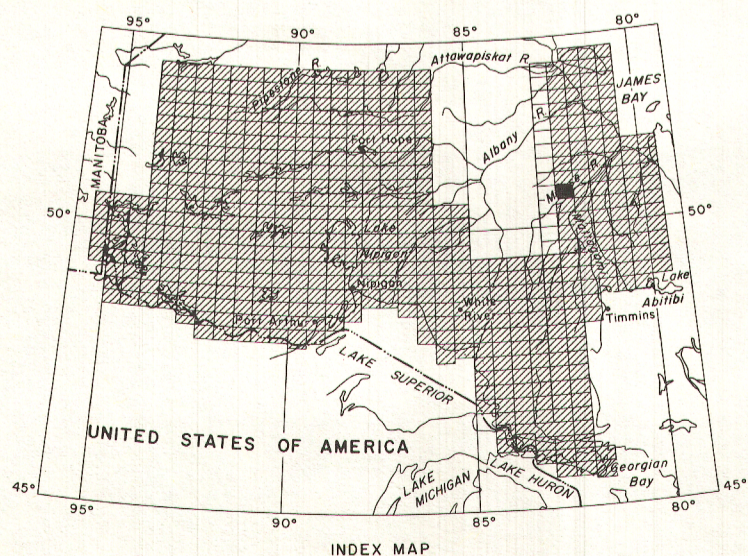 95°
90°
85°
80°
Attawapiskat R
Pipestone R
JAMES
BAY
Albany R
Fort Hope
MANITOBA
M R
50°
50°
Lake
Nipigon
Mattagami R
Nipigon
White
River
Lake
Abitibi
Timmins
Port Arthur
LAKE SUPERIOR
UNITED STATES OF AMERICA
LAKE
MICHIGAN
LAKE HURON
Georgian
Bay
45°
45°
95°
90°
85°
80°
INDEX MAP